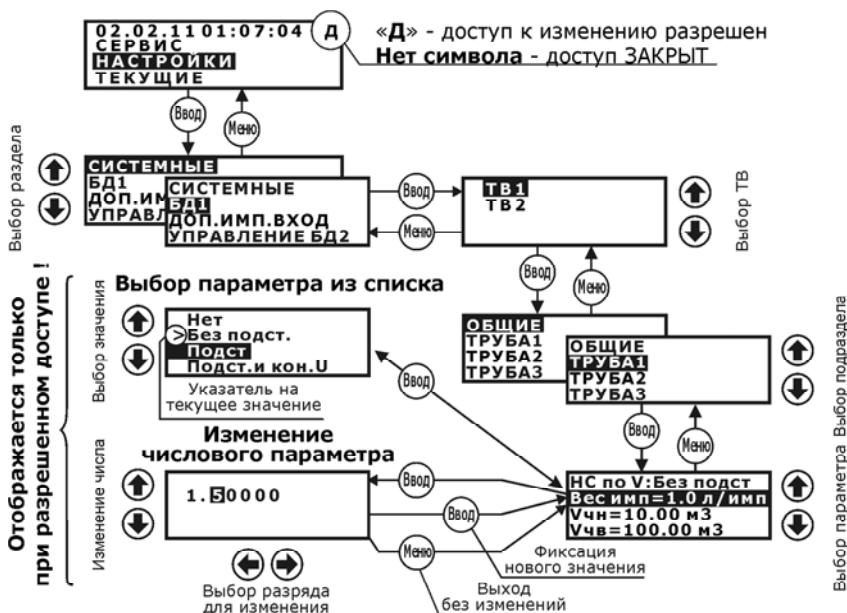 02.02.11 01:07:04
СЕРВИС
НАСТРОЙКИ
ТЕКУЩИЕ
Д
«Д» - доступ к изменению разрешен
Нет символа - доступ ЗАКРЫТ
Ввод
Меню
Выбор раздела
СИСТЕМНЫЕ
БД1
ДОП.ИМ
УПРАВЛ
СИСТЕМНЫЕ
БД1
ДОП.ИМП.ВХОД
УПРАВЛЕНИЕ БД2
Ввод
Меню
ТВ1
ТВ2
Выбор ТВ
Ввод
Меню
Отображается только
при разрешенном доступе !
Выбор параметра из списка
Выбор значения
Нет
>Без подст.
Подст
Подст.и кон.U
Указатель на
текущее значение
Ввод
ОБЩИЕ
ТРУБА1
ТРУБА2
ТРУБА3
ОБЩИЕ
ТРУБА1
ТРУБА2
ТРУБА3
Выбор подраздела
Ввод
Меню
Изменение
числового параметра
Изменение числа
1.50000
Ввод
Ввод
Меню
НС по V:Без подст
Вес имп=1.0 л/имп
Vчн=10.00 м3
Vчв=100.00 м3
Выбор параметра
Фиксация
нового значения
Выход
без изменений
Выбор разряда
для изменения